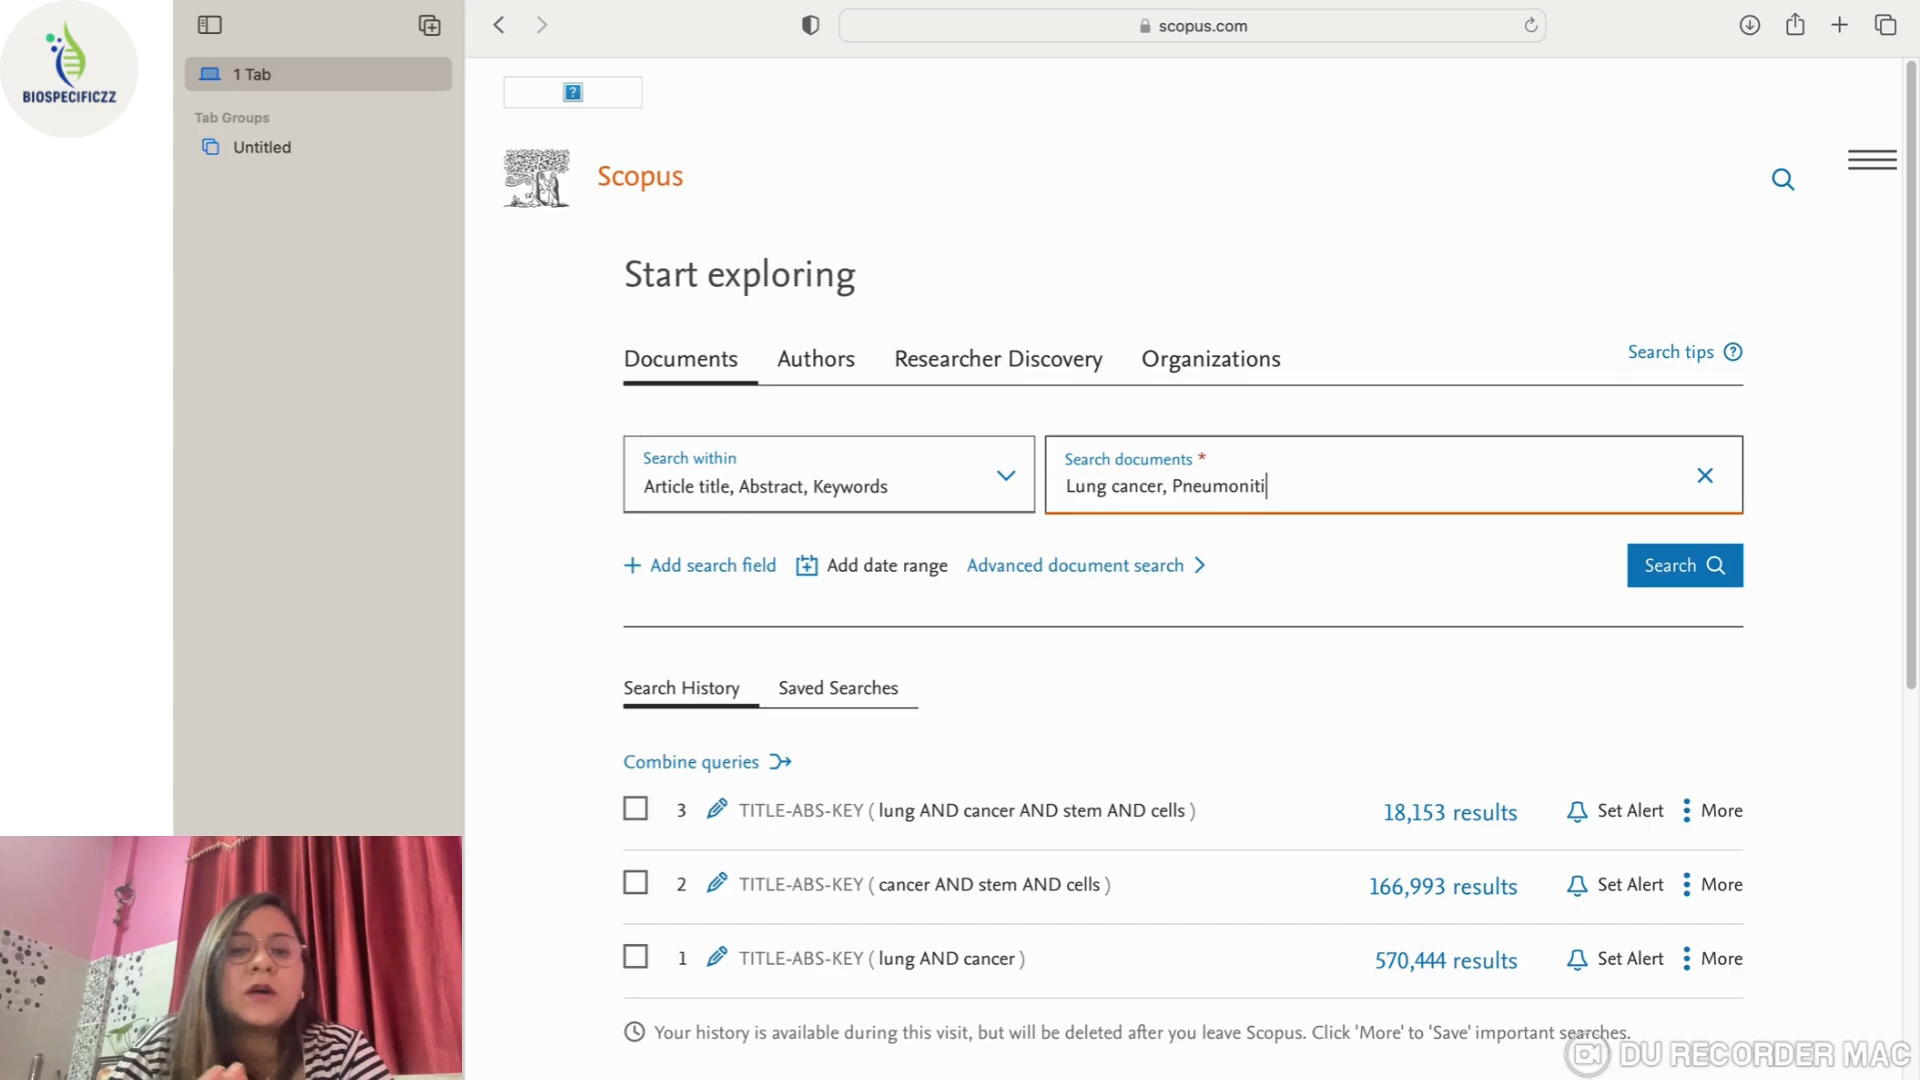 BIOSPECIFICZZ
1 Tab
Tab Groups
Untitled
scopus.com
Scopus
Start exploring
Documents
Authors
Researcher Discovery
Organizations
Search tips
Search within
Article title, Abstract, Keywords
Search documents *
Lung cancer, Pneumoniti
Add search field
Add date range
Advanced document search
Search
Search History
Saved Searches
Combine queries
3 TITLE-ABS-KEY ( lung AND cancer AND stem AND cells ) 18,153 results Set Alert More
2 TITLE-ABS-KEY ( cancer AND stem AND cells ) 166,993 results Set Alert More
1 TITLE-ABS-KEY ( lung AND cancer ) 570,444 results Set Alert More
Your history is available during this visit, but will be deleted after you leave Scopus. Click 'More' to 'Save' important searches.
DU RECORDER MAC